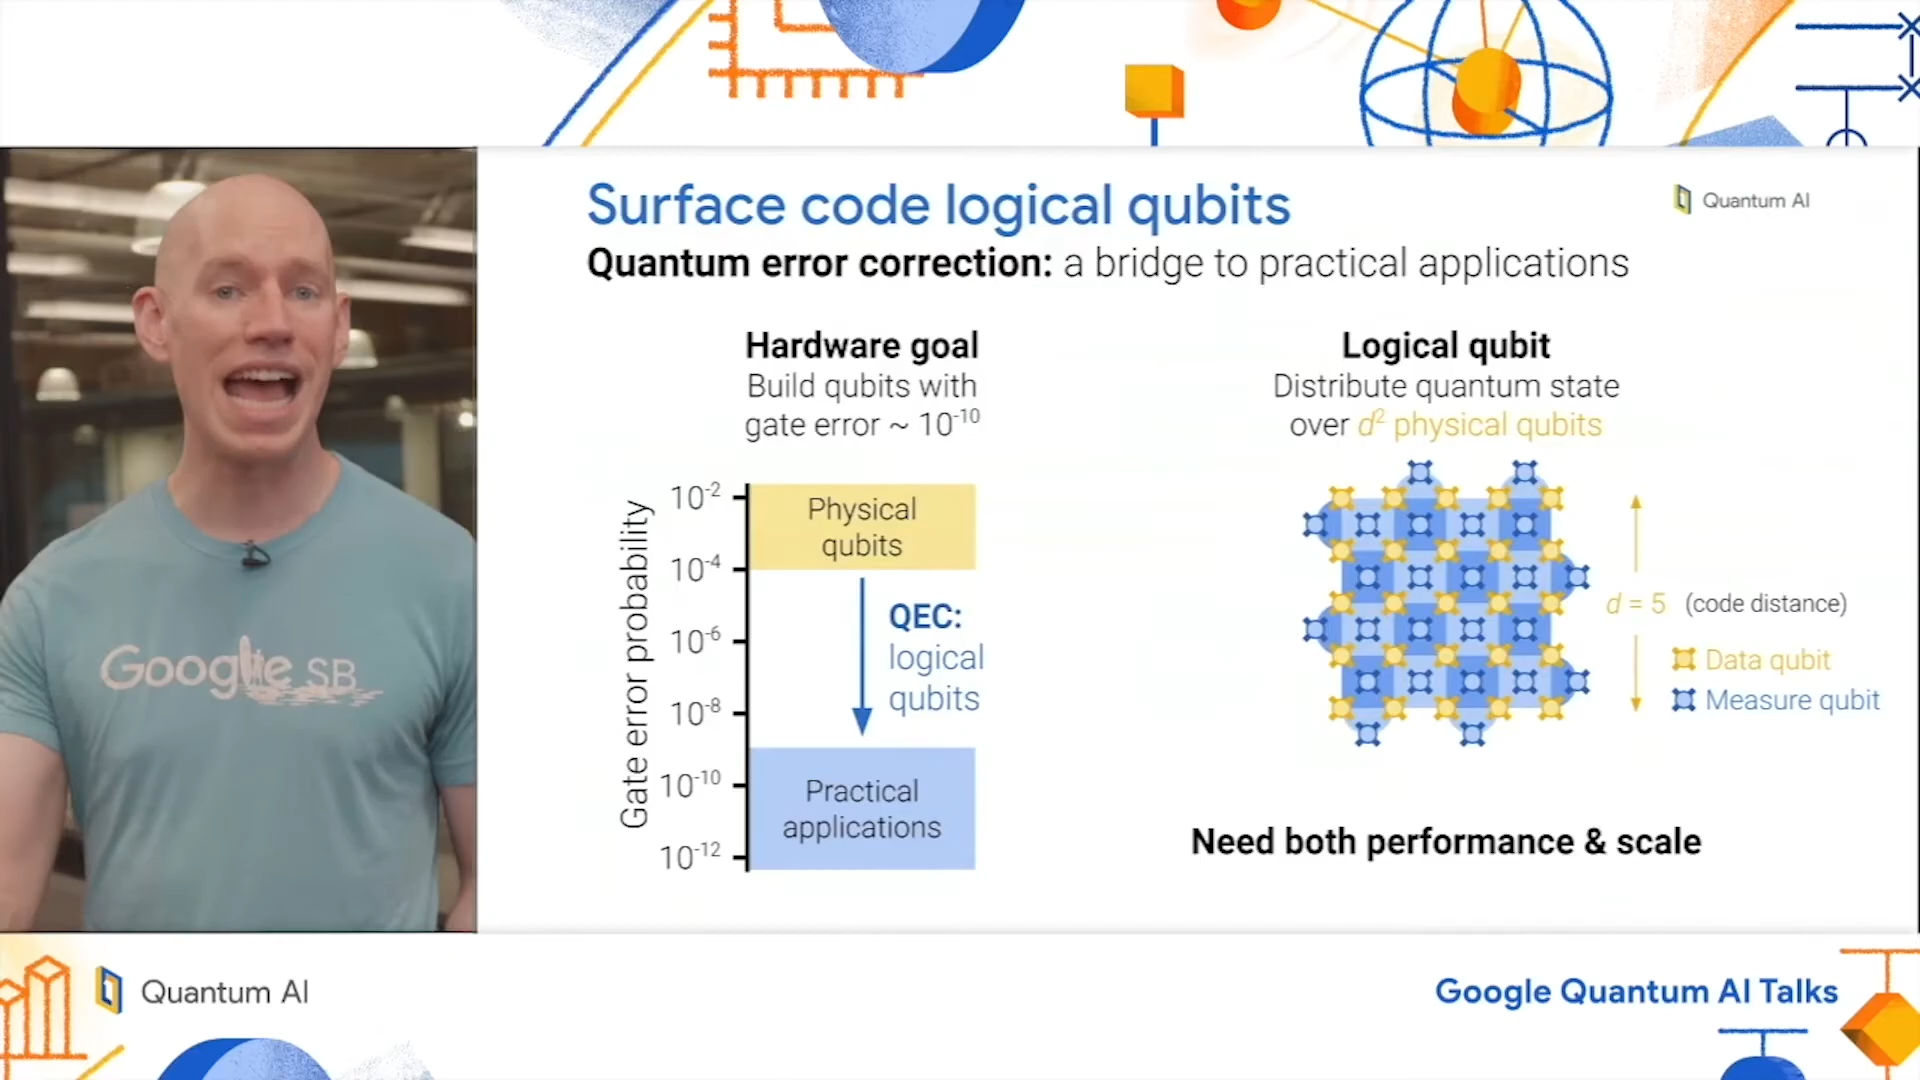 Surface code logical qubits
Quantum AI
Quantum error correction: a bridge to practical applications
Hardware goal
Build qubits with
gate error ~ 10⁻¹⁰
Gate error probability
10⁻²
10⁻⁴
10⁻⁶
10⁻⁸
10⁻¹⁰
10⁻¹²
Physical
qubits
QEC:
logical
qubits
Practical
applications
Logical qubit
Distribute quantum state
over d² physical qubits
d = 5 (code distance)
Data qubit
Measure qubit
Need both performance & scale
Google SB
Quantum AI
Google Quantum AI Talks